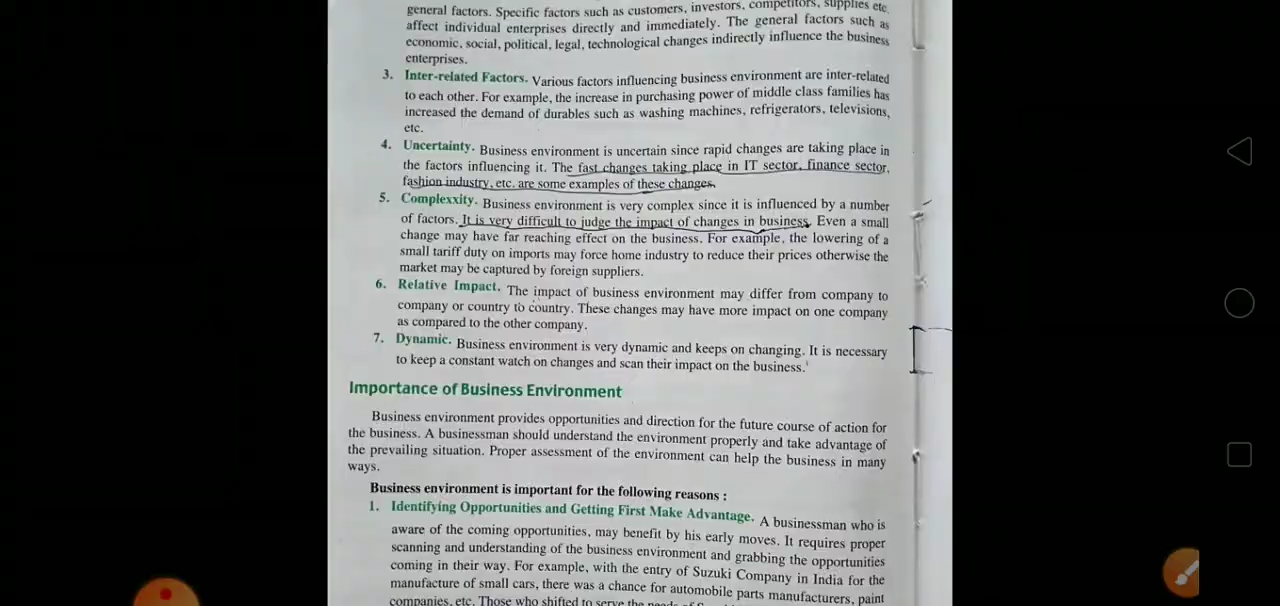 general factors. Specific factors such as customers, investors, competitors, supplies etc.
affect individual enterprises directly and immediately. The general factors such as
economic, social, political, legal, technological changes indirectly influence the business
enterprises.
3. Inter-related Factors. Various factors influencing business environment are inter-related
to each other. For example, the increase in purchasing power of middle class families has
increased the demand of durables such as washing machines, refrigerators, televisions,
etc.
4. Uncertainty. Business environment is uncertain since rapid changes are taking place in
the factors influencing it. The fast changes taking place in IT sector, finance sector,
fashion industry, etc. are some examples of these changes.
5. Complexxity. Business environment is very complex since it is influenced by a number
of factors. It is very difficult to judge the impact of changes in business. Even a small
change may have far reaching effect on the business. For example, the lowering of a
small tariff duty on imports may force home industry to reduce their prices otherwise the
market may be captured by foreign suppliers.
6. Relative Impact. The impact of business environment may differ from company to
company or country to country. These changes may have more impact on one company
as compared to the other company.
7. Dynamic. Business environment is very dynamic and keeps on changing. It is necessary
to keep a constant watch on changes and scan their impact on the business.
Importance of Business Environment
Business environment provides opportunities and direction for the future course of action for
the business. A businessman should understand the environment properly and take advantage of
the prevailing situation. Proper assessment of the environment can help the business in many
ways.
Business environment is important for the following reasons :
1. Identifying Opportunities and Getting First Make Advantage. A businessman who is
aware of the coming opportunities, may benefit by his early moves. It requires proper
scanning and understanding of the business environment and grabbing the opportunities
coming in their way. For example, with the entry of Suzuki Company in India for the
manufacture of small cars, there was a chance for automobile parts manufacturers, paint
companies, etc. Those who shifted to serve the needs of